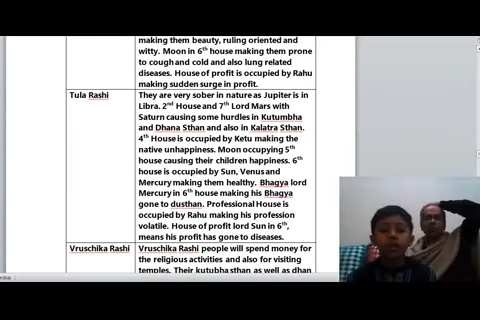 making them beauty, ruling oriented and
witty. Moon in 6th house making them prone
to cough and cold and also lung related
diseases. House of profit is occupied by Rahu
making sudden surge in profit.
Tula Rashi
They are very sober in nature as Jupiter is in
Libra. 2nd House and 7th Lord Mars with
Saturn causing some hurdles in Kutumbha
and Dhana Sthan and also in Kalatra Sthan.
4th House is occupied by Ketu making the
native unhappiness. Moon occupying 5th
house causing their children happiness. 6th
house is occupied by Sun, Venus and
Mercury making them healthy. Bhagya lord
Mercury in 6th house making his Bhagya
gone to dusthan. Professional House is
occupied by Rahu making his profession
volatile. House of profit lord Sun in 6th,
means his profit has gone to diseases.
Vruschika Rashi
Vruschika Rashi people will spend money for
the religious activities and also for visiting
temples. Their kutubha sthan as well as dhan